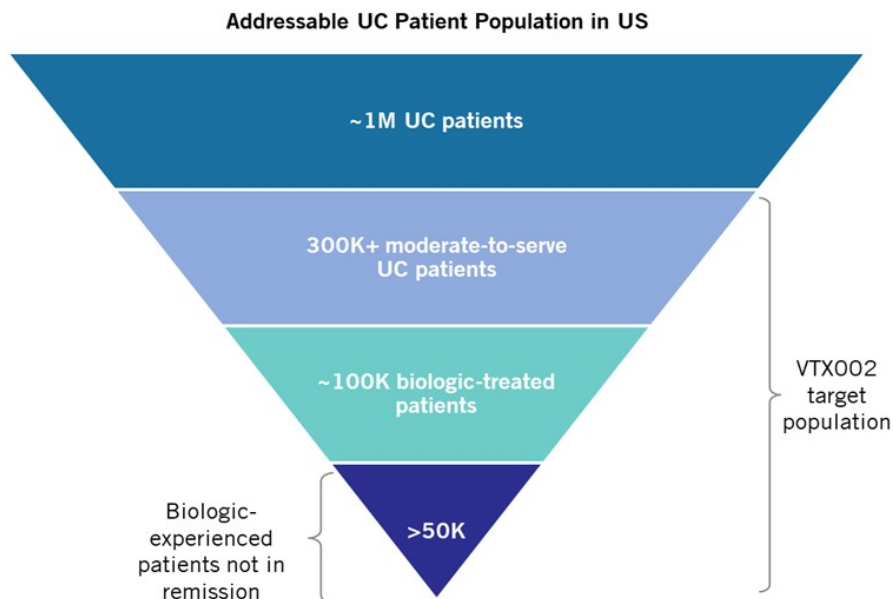 Addressable UC Patient Population in US
~1M UC patients
300K+ moderate-to-serve
UC patients
~100K biologic-treated
patients
VTX002
target
population
>50K
Biologic-
experienced
patients not in
remission